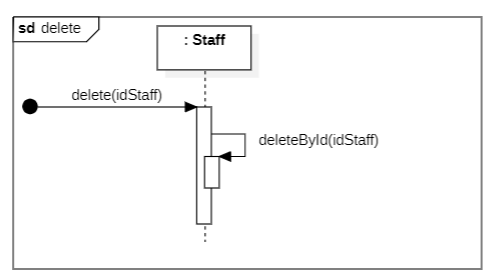 sd delete
: Staff
delete(idStaff)
deleteById(idStaff)